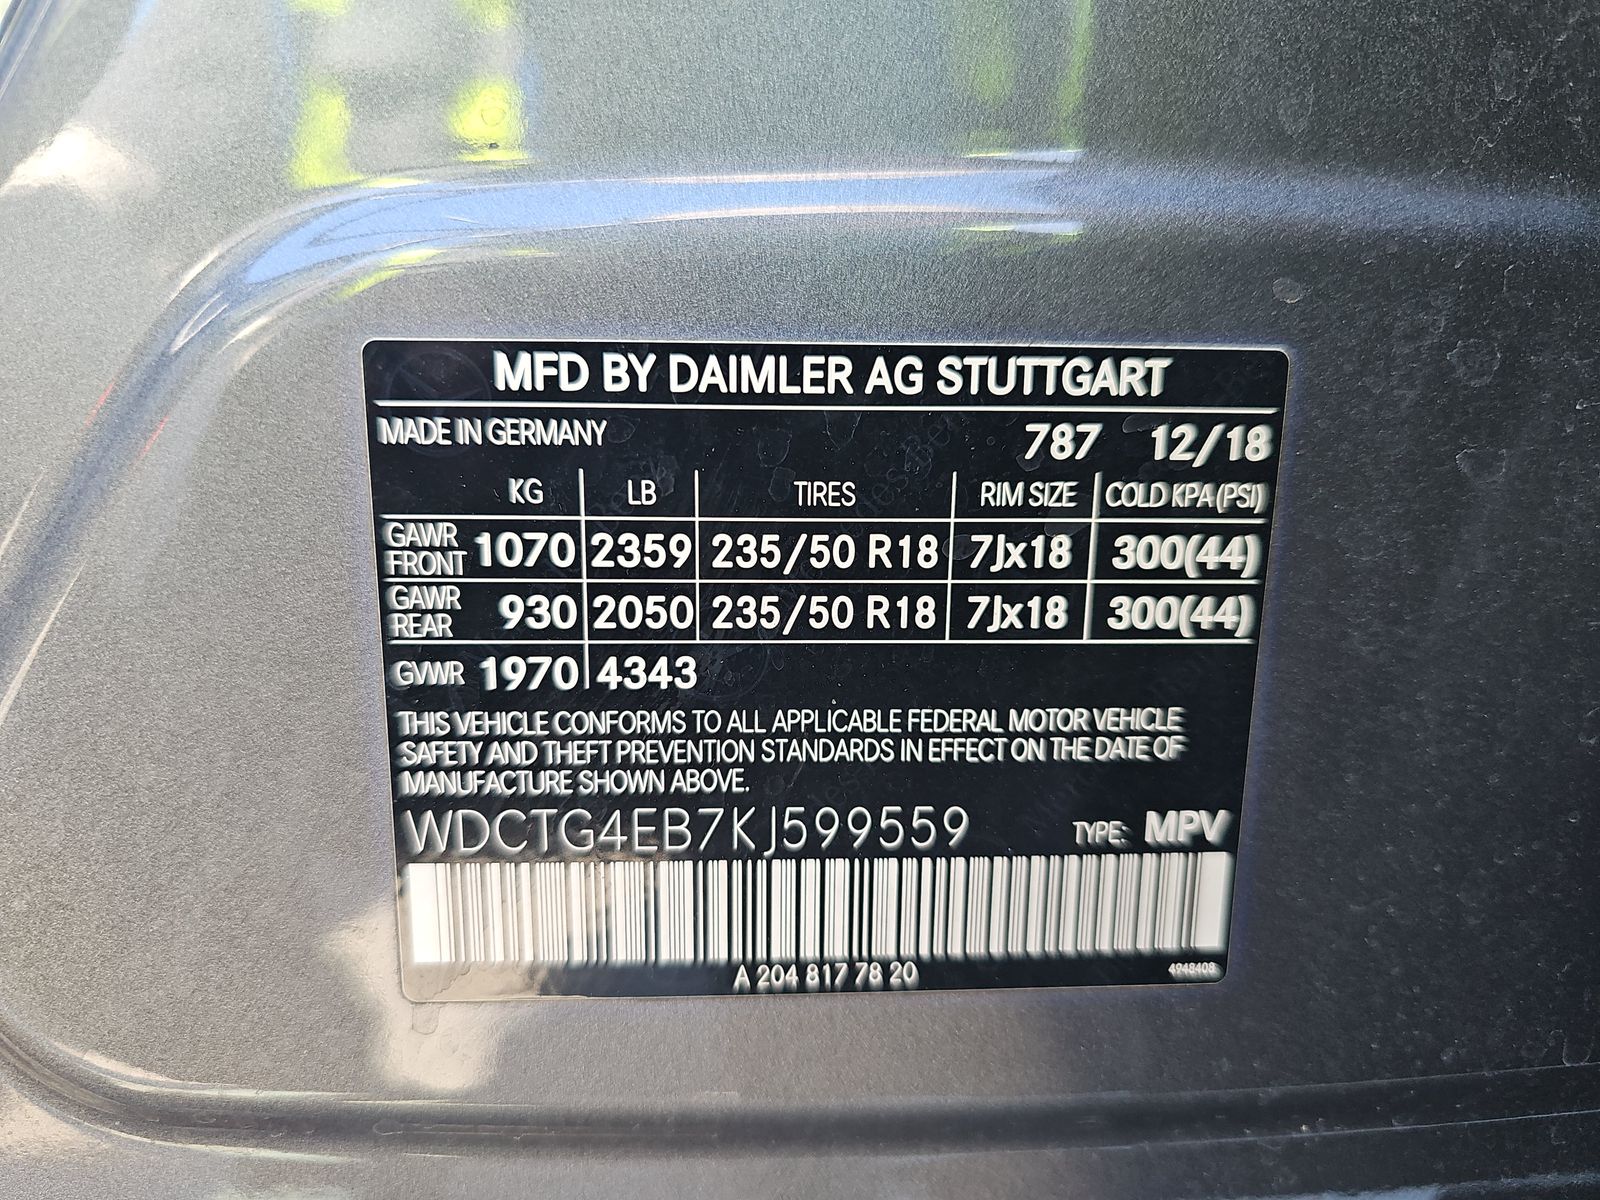 MFD BY DAIMLER AG STUTTGART
MADE IN GERMANY 787 12/18
KG LB TIRES RIM SIZE COLD KPA (PSI)
GAWR FRONT 1070 2359 235/50 R18 7Jx18 300(44)
GAWR REAR 930 2050 235/50 R18 7Jx18 300(44)
GVWR 1970 4343
THIS VEHICLE CONFORMS TO ALL APPLICABLE FEDERAL MOTOR VEHICLE
SAFETY AND THEFT PREVENTION STANDARDS IN EFFECT ON THE DATE OF
MANUFACTURE SHOWN ABOVE.
WDCTG4EB7KJ599559 TYPE: MPV
A 204 817 78 20 4948408